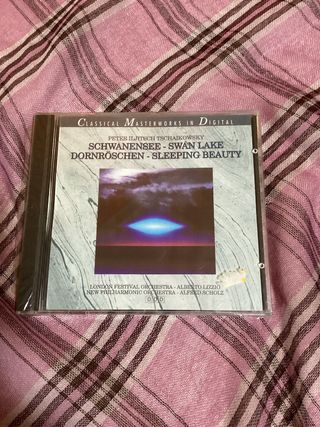 CLASSICAL MASTERWORKS IN DIGITAL
PETER ILJITSCH TSCHAIKOWSKY
SCHWANENSEE - SWAN LAKE
DORNRÖSCHEN - SLEEPING BEAUTY
LONDON FESTIVAL ORCHESTRA - ALBERTO LIZZIO
NEW PHILHARMONIC ORCHESTRA - ALFRED SCHOLZ
DDD